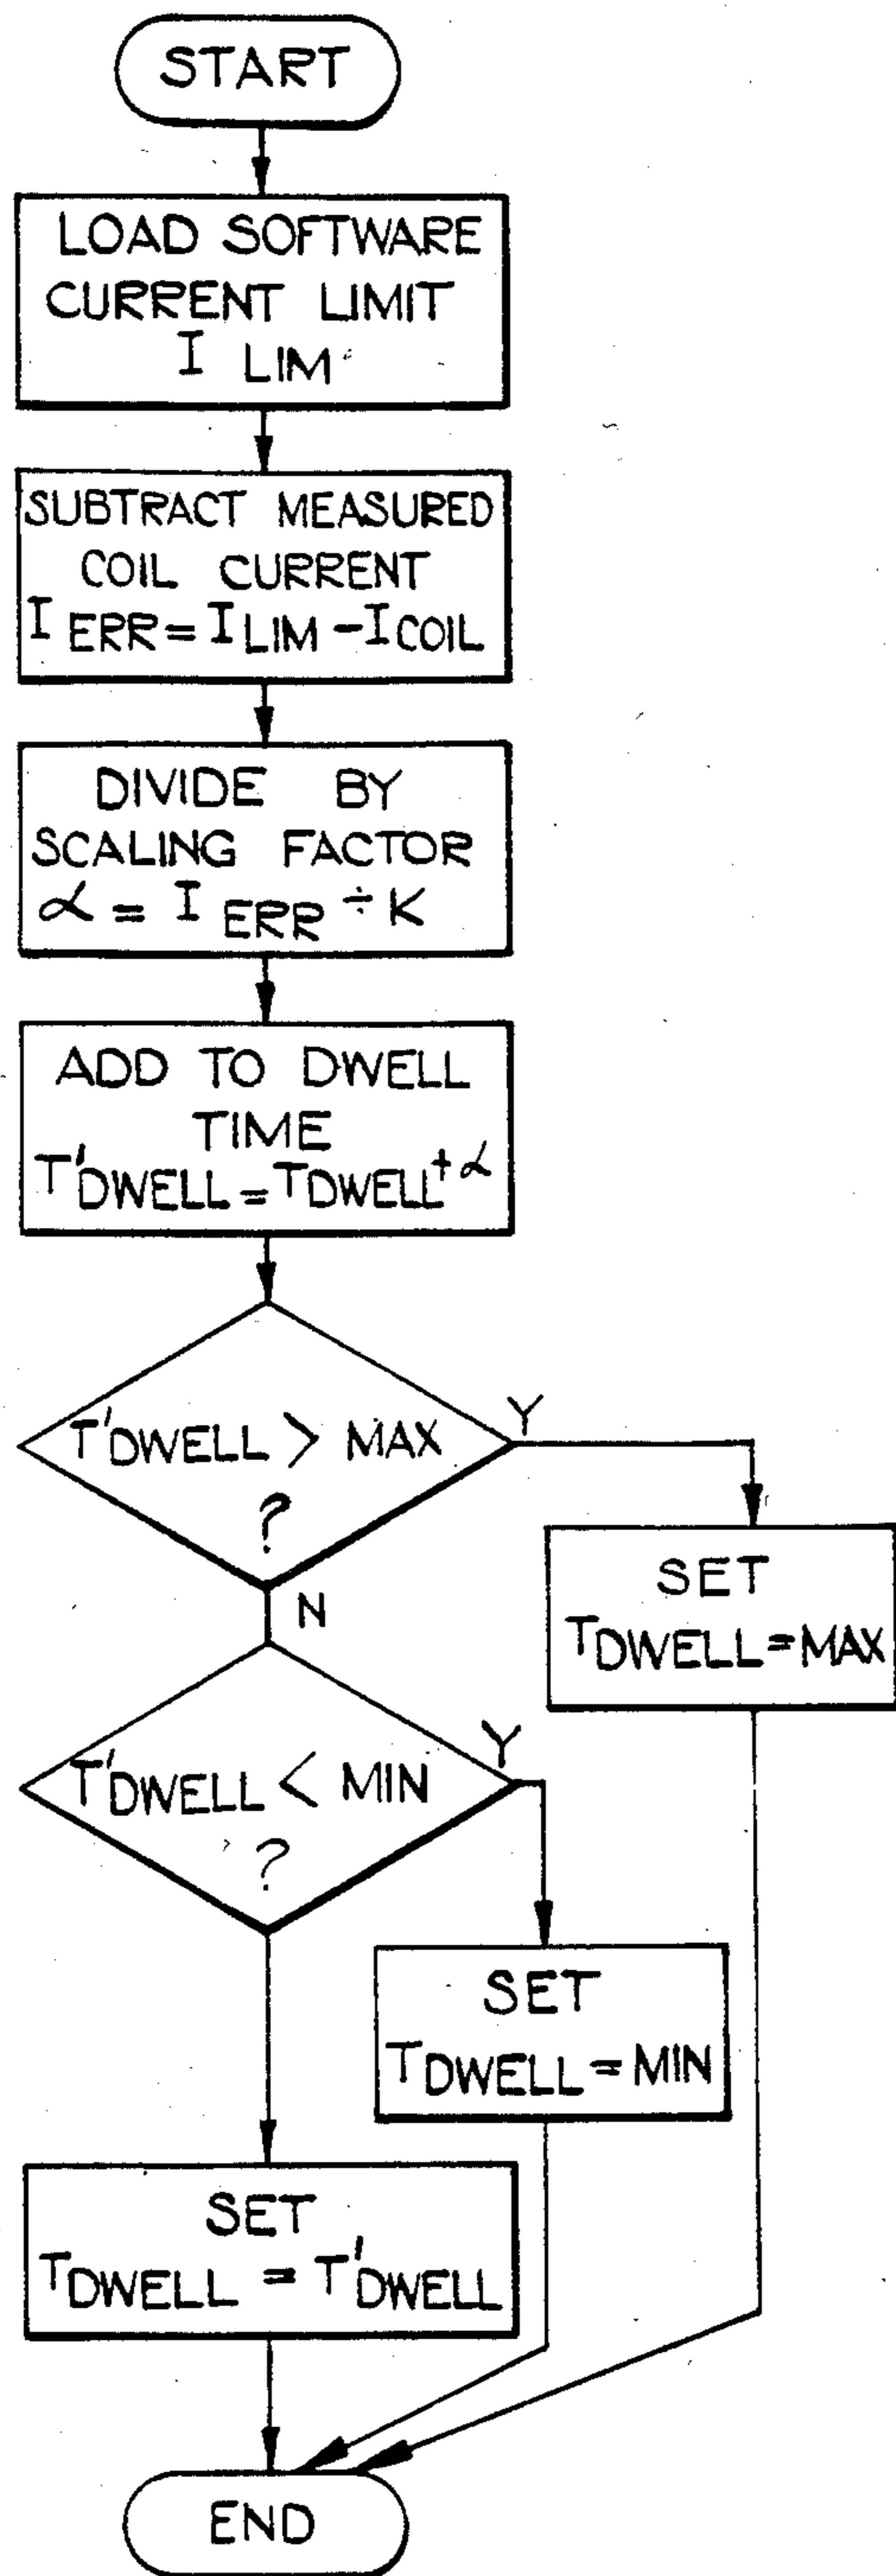 START
LOAD SOFTWARE
CURRENT LIMIT
I LIM
SUBTRACT MEASURED
COIL CURRENT
I ERR = I LIM - I COIL
DIVIDE BY
SCALING FACTOR
α = I ERR ÷ K
ADD TO DWELL
TIME
T'DWELL = TDWELL + α
T'DWELL > MAX
?
Y
N
SET
TDWELL = MAX
T'DWELL < MIN
?
Y
SET
TDWELL = MIN
SET
TDWELL = T'DWELL
END